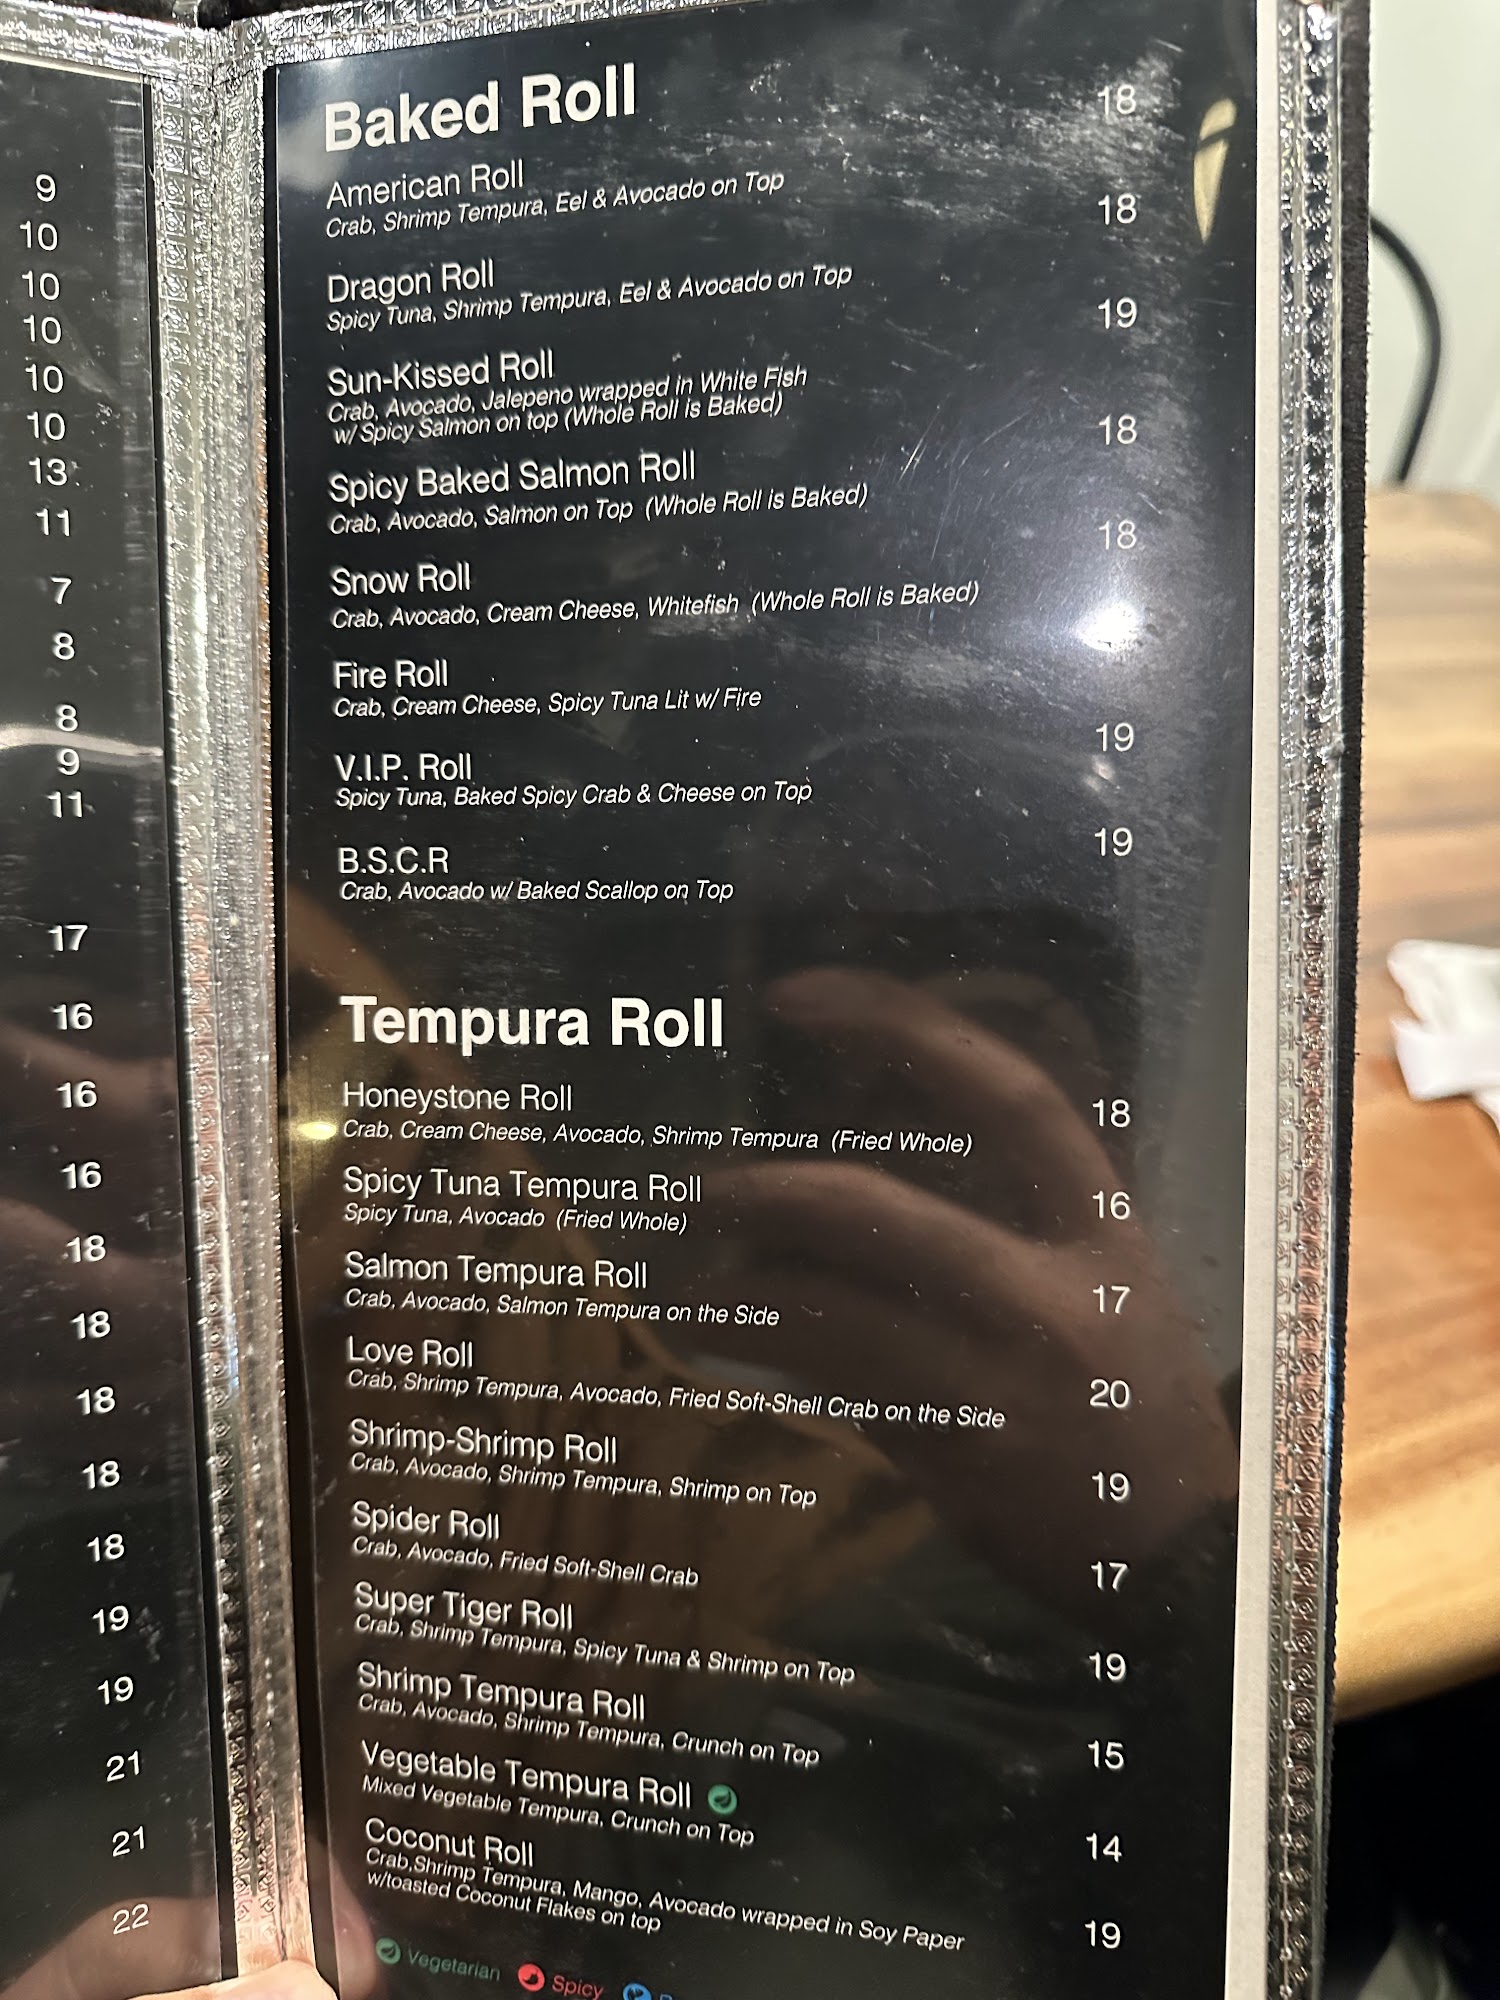 9
10
10
10
10
10
13
11
7
8
8
9
11
17
16
16
16
18
18
18
18
18
19
19
21
21
22
Baked Roll
American Roll 18
Crab, Shrimp Tempura, Eel & Avocado on Top
Dragon Roll 18
Spicy Tuna, Shrimp Tempura, Eel & Avocado on Top
Sun-Kissed Roll 19
Crab, Avocado, Jalepeno wrapped in White Fish
w/ Spicy Salmon on top (Whole Roll is Baked)
Spicy Baked Salmon Roll 18
Crab, Avocado, Salmon on Top (Whole Roll is Baked)
Snow Roll 18
Crab, Avocado, Cream Cheese, Whitefish (Whole Roll is Baked)
Fire Roll
Crab, Cream Cheese, Spicy Tuna Lit w/ Fire
V.I.P. Roll 19
Spicy Tuna, Baked Spicy Crab & Cheese on Top
B.S.C.R 19
Crab, Avocado w/ Baked Scallop on Top
Tempura Roll
Honeystone Roll 18
Crab, Cream Cheese, Avocado, Shrimp Tempura (Fried Whole)
Spicy Tuna Tempura Roll 16
Spicy Tuna, Avocado (Fried Whole)
Salmon Tempura Roll 17
Crab, Avocado, Salmon Tempura on the Side
Love Roll 20
Crab, Shrimp Tempura, Avocado, Fried Soft-Shell Crab on the Side
Shrimp-Shrimp Roll 19
Crab, Avocado, Shrimp Tempura, Shrimp on Top
Spider Roll 17
Crab, Avocado, Fried Soft-Shell Crab
Super Tiger Roll 19
Crab, Shrimp Tempura, Spicy Tuna & Shrimp on Top
Shrimp Tempura Roll 15
Crab, Avocado, Shrimp Tempura, Crunch on Top
Vegetable Tempura Roll 14
Mixed Vegetable Tempura, Crunch on Top
Coconut Roll 19
Crab,Shrimp Tempura, Mango, Avocado wrapped in Soy Paper
w/toasted Coconut Flakes on top
Vegetarian Spicy